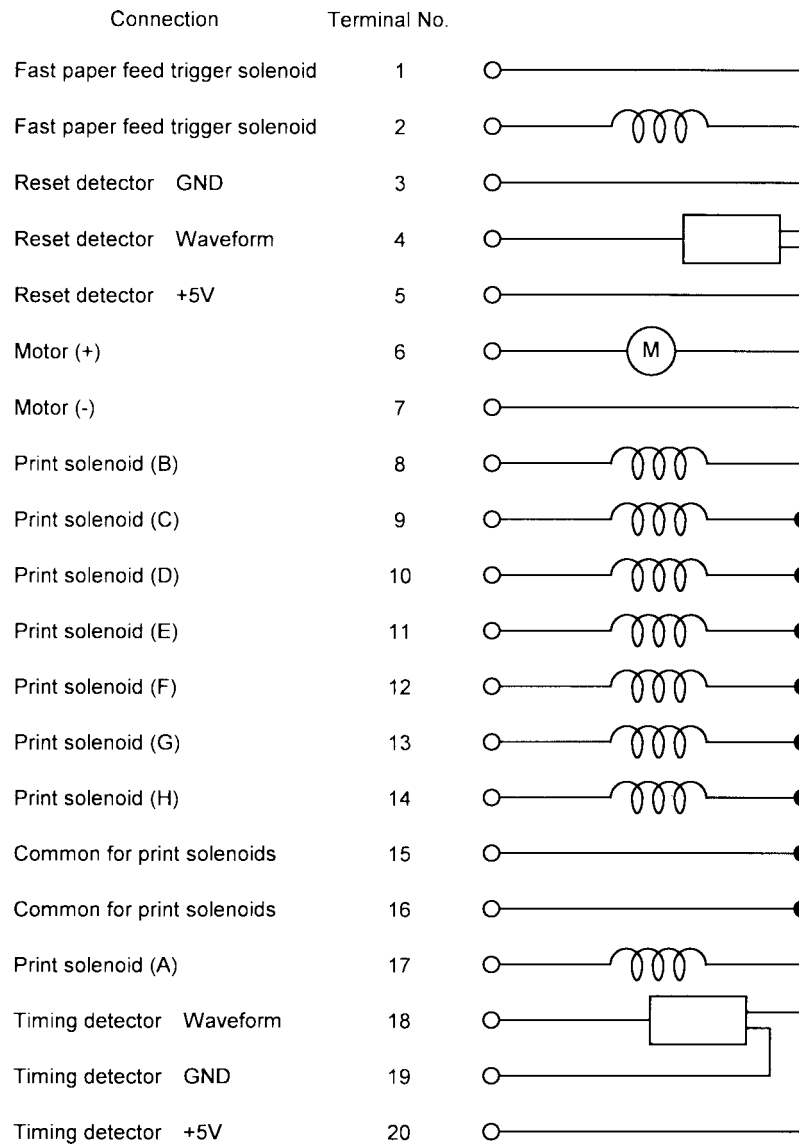 Connection Terminal No.
Fast paper feed trigger solenoid 1
Fast paper feed trigger solenoid 2
Reset detector GND 3
Reset detector Waveform 4
Reset detector +5V 5
Motor (+) 6 M
Motor (-) 7
Print solenoid (B) 8
Print solenoid (C) 9
Print solenoid (D) 10
Print solenoid (E) 11
Print solenoid (F) 12
Print solenoid (G) 13
Print solenoid (H) 14
Common for print solenoids 15
Common for print solenoids 16
Print solenoid (A) 17
Timing detector Waveform 18
Timing detector GND 19
Timing detector +5V 20